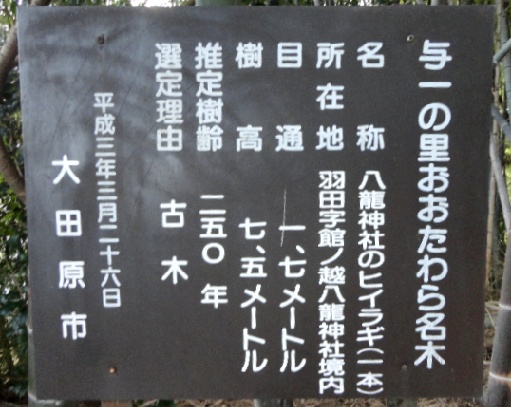 与一の里おおたわら名木
名称 八龍神社のヒイラギ(一本)
所在地 羽田字館ノ越八龍神社境内
目通 一、七メートル
樹高 七、五メートル
推定樹齢 二五〇年
選定理由 古木
平成三年三月二十六日
大田原市